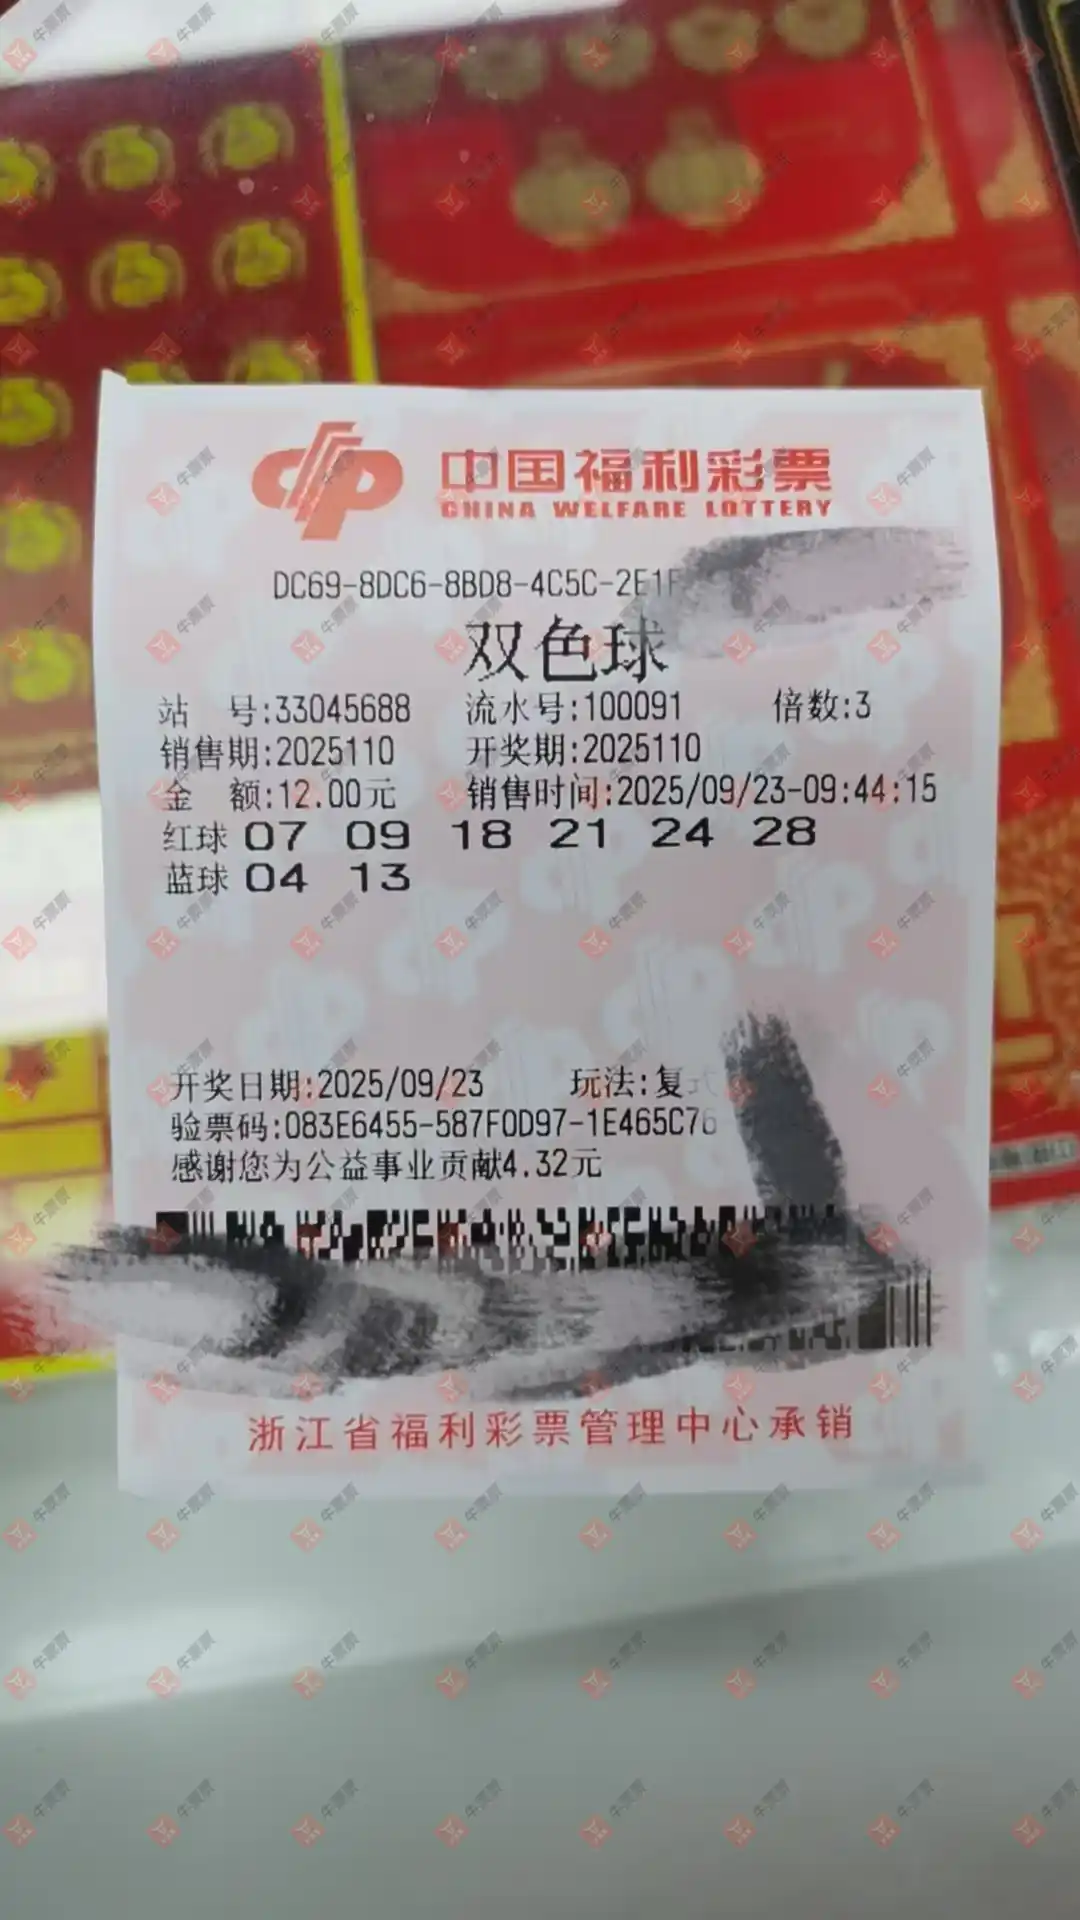 中国福利彩票
CHINA WELFARE LOTTERY
DC69-8DC6-8BD8-4C5C-2E1F
双色球
站 号:33045688 流水号:100091 倍数:3
销售期:2025110 开奖期:2025110
金 额:12.00元 销售时间:2025/09/23-09:44:15
红球 07 09 18 21 24 28
蓝球 04 13
开奖日期:2025/09/23 玩法:复式
验票码:083E6455-587F0D97-1E465C76
感谢您为公益事业贡献4.32元
浙江省福利彩票管理中心承销